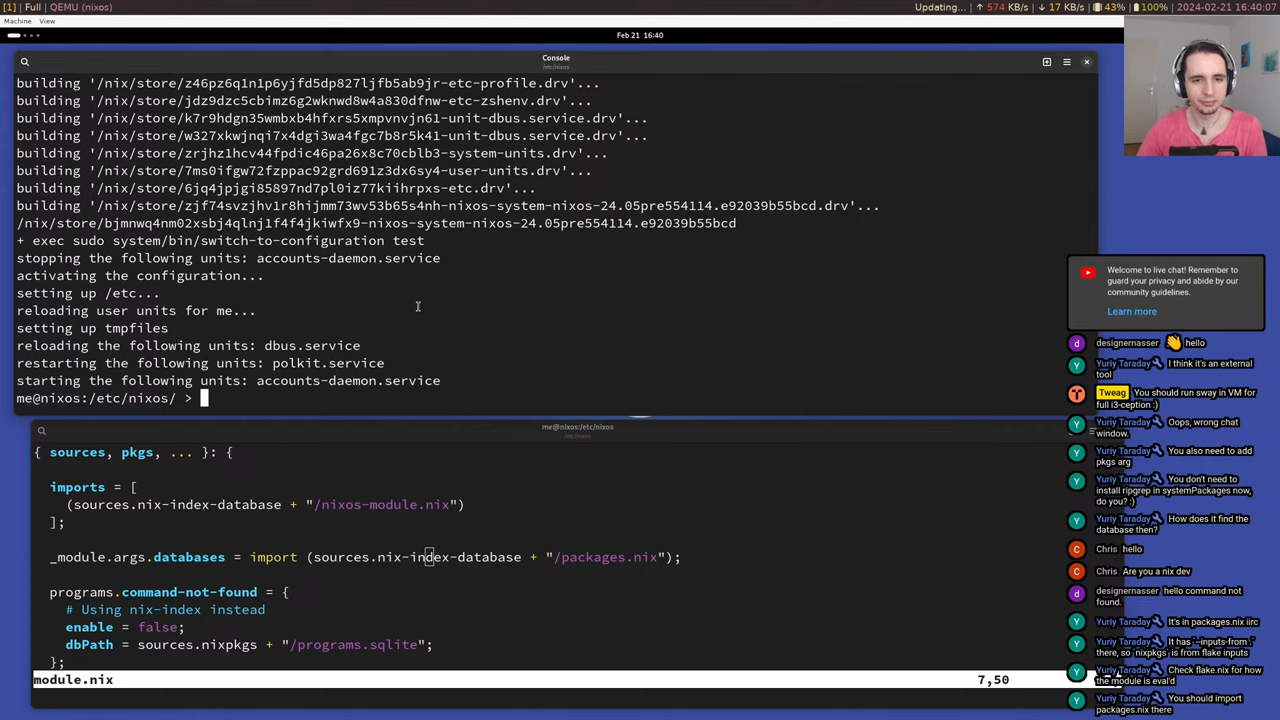 [1] | Full | QEMU (nixos)
Updating... | ↑ 574 KB/s | ↓ 17 KB/s | 43% | 100% | 2024-02-21 16:40:07
Machine View
Feb 21 16:40
Console
/etc/nixos
building '/nix/store/z46pz6q1n1p6yjfd5dp827ljfb5ab9jr-etc-profile.drv'...
building '/nix/store/jdz9dzc5cbimz6g2wknwd8w4a830dfnw-etc-zshenv.drv'...
building '/nix/store/k7r9hdgn35wmbxb4hfxrs5xmpvnvjn61-unit-dbus.service.drv'...
building '/nix/store/w327xkwjnqi7x4dgi3wa4fgc7b8r5k41-unit-dbus.service.drv'...
building '/nix/store/zrjhz1hcv44fpdic46pa26x8c70cblb3-system-units.drv'...
building '/nix/store/7ms0ifgw72fzppac92grd691z3dx6sy4-user-units.drv'...
building '/nix/store/6jq4jpjgi85897nd7pl0iz77kiihrpxs-etc.drv'...
building '/nix/store/zjf74svzjhv1r8hijmm73wv53b65s4nh-nixos-system-nixos-24.05pre554114.e92039b55bcd.drv'...
/nix/store/bjmnwq4nm02xsbj4qlnj1f4f4jkiwfx9-nixos-system-nixos-24.05pre554114.e92039b55bcd
+ exec sudo system/bin/switch-to-configuration test
stopping the following units: accounts-daemon.service
activating the configuration...
setting up /etc...
reloading user units for me...
setting up tmpfiles
reloading the following units: dbus.service
restarting the following units: polkit.service
starting the following units: accounts-daemon.service
me@nixos:/etc/nixos/ >
me@nixos:/etc/nixos
/etc/nixos
{ sources, pkgs, ... }: {
imports = [
(sources.nix-index-database + "/nixos-module.nix")
];
_module.args.databases = import (sources.nix-index-database + "/packages.nix");
programs.command-not-found = {
# Using nix-index instead
enable = false;
dbPath = sources.nixpkgs + "/programs.sqlite";
};
module.nix 7,50
Welcome to live chat! Remember to
guard your privacy and abide by our
community guidelines.
Learn more
d designernasser 👋 hello
Y Yuriy Taraday I think it's an external
tool
Tweag You should run sway in VM for
full i3-ception :)
Y Yuriy Taraday Oops, wrong chat
window.
Y Yuriy Taraday You also need to add
pkgs arg
Y Yuriy Taraday You don't need to
install ripgrep in systemPackages now,
do you? ;)
Yuriy Taraday How does it find the
database then?
C Chris hello
C Chris Are you a nix dev
d designernasser hello command not
found.
Y Yuriy Taraday It's in packages.nix iirc
Y Yuriy Taraday It has `--inputs-from .`
there, so `nixpkgs` is from flake inputs
Y Yuriy Taraday Check flake.nix for how
the module is eval'd
Y Yuriy Taraday You should import
packages.nix there